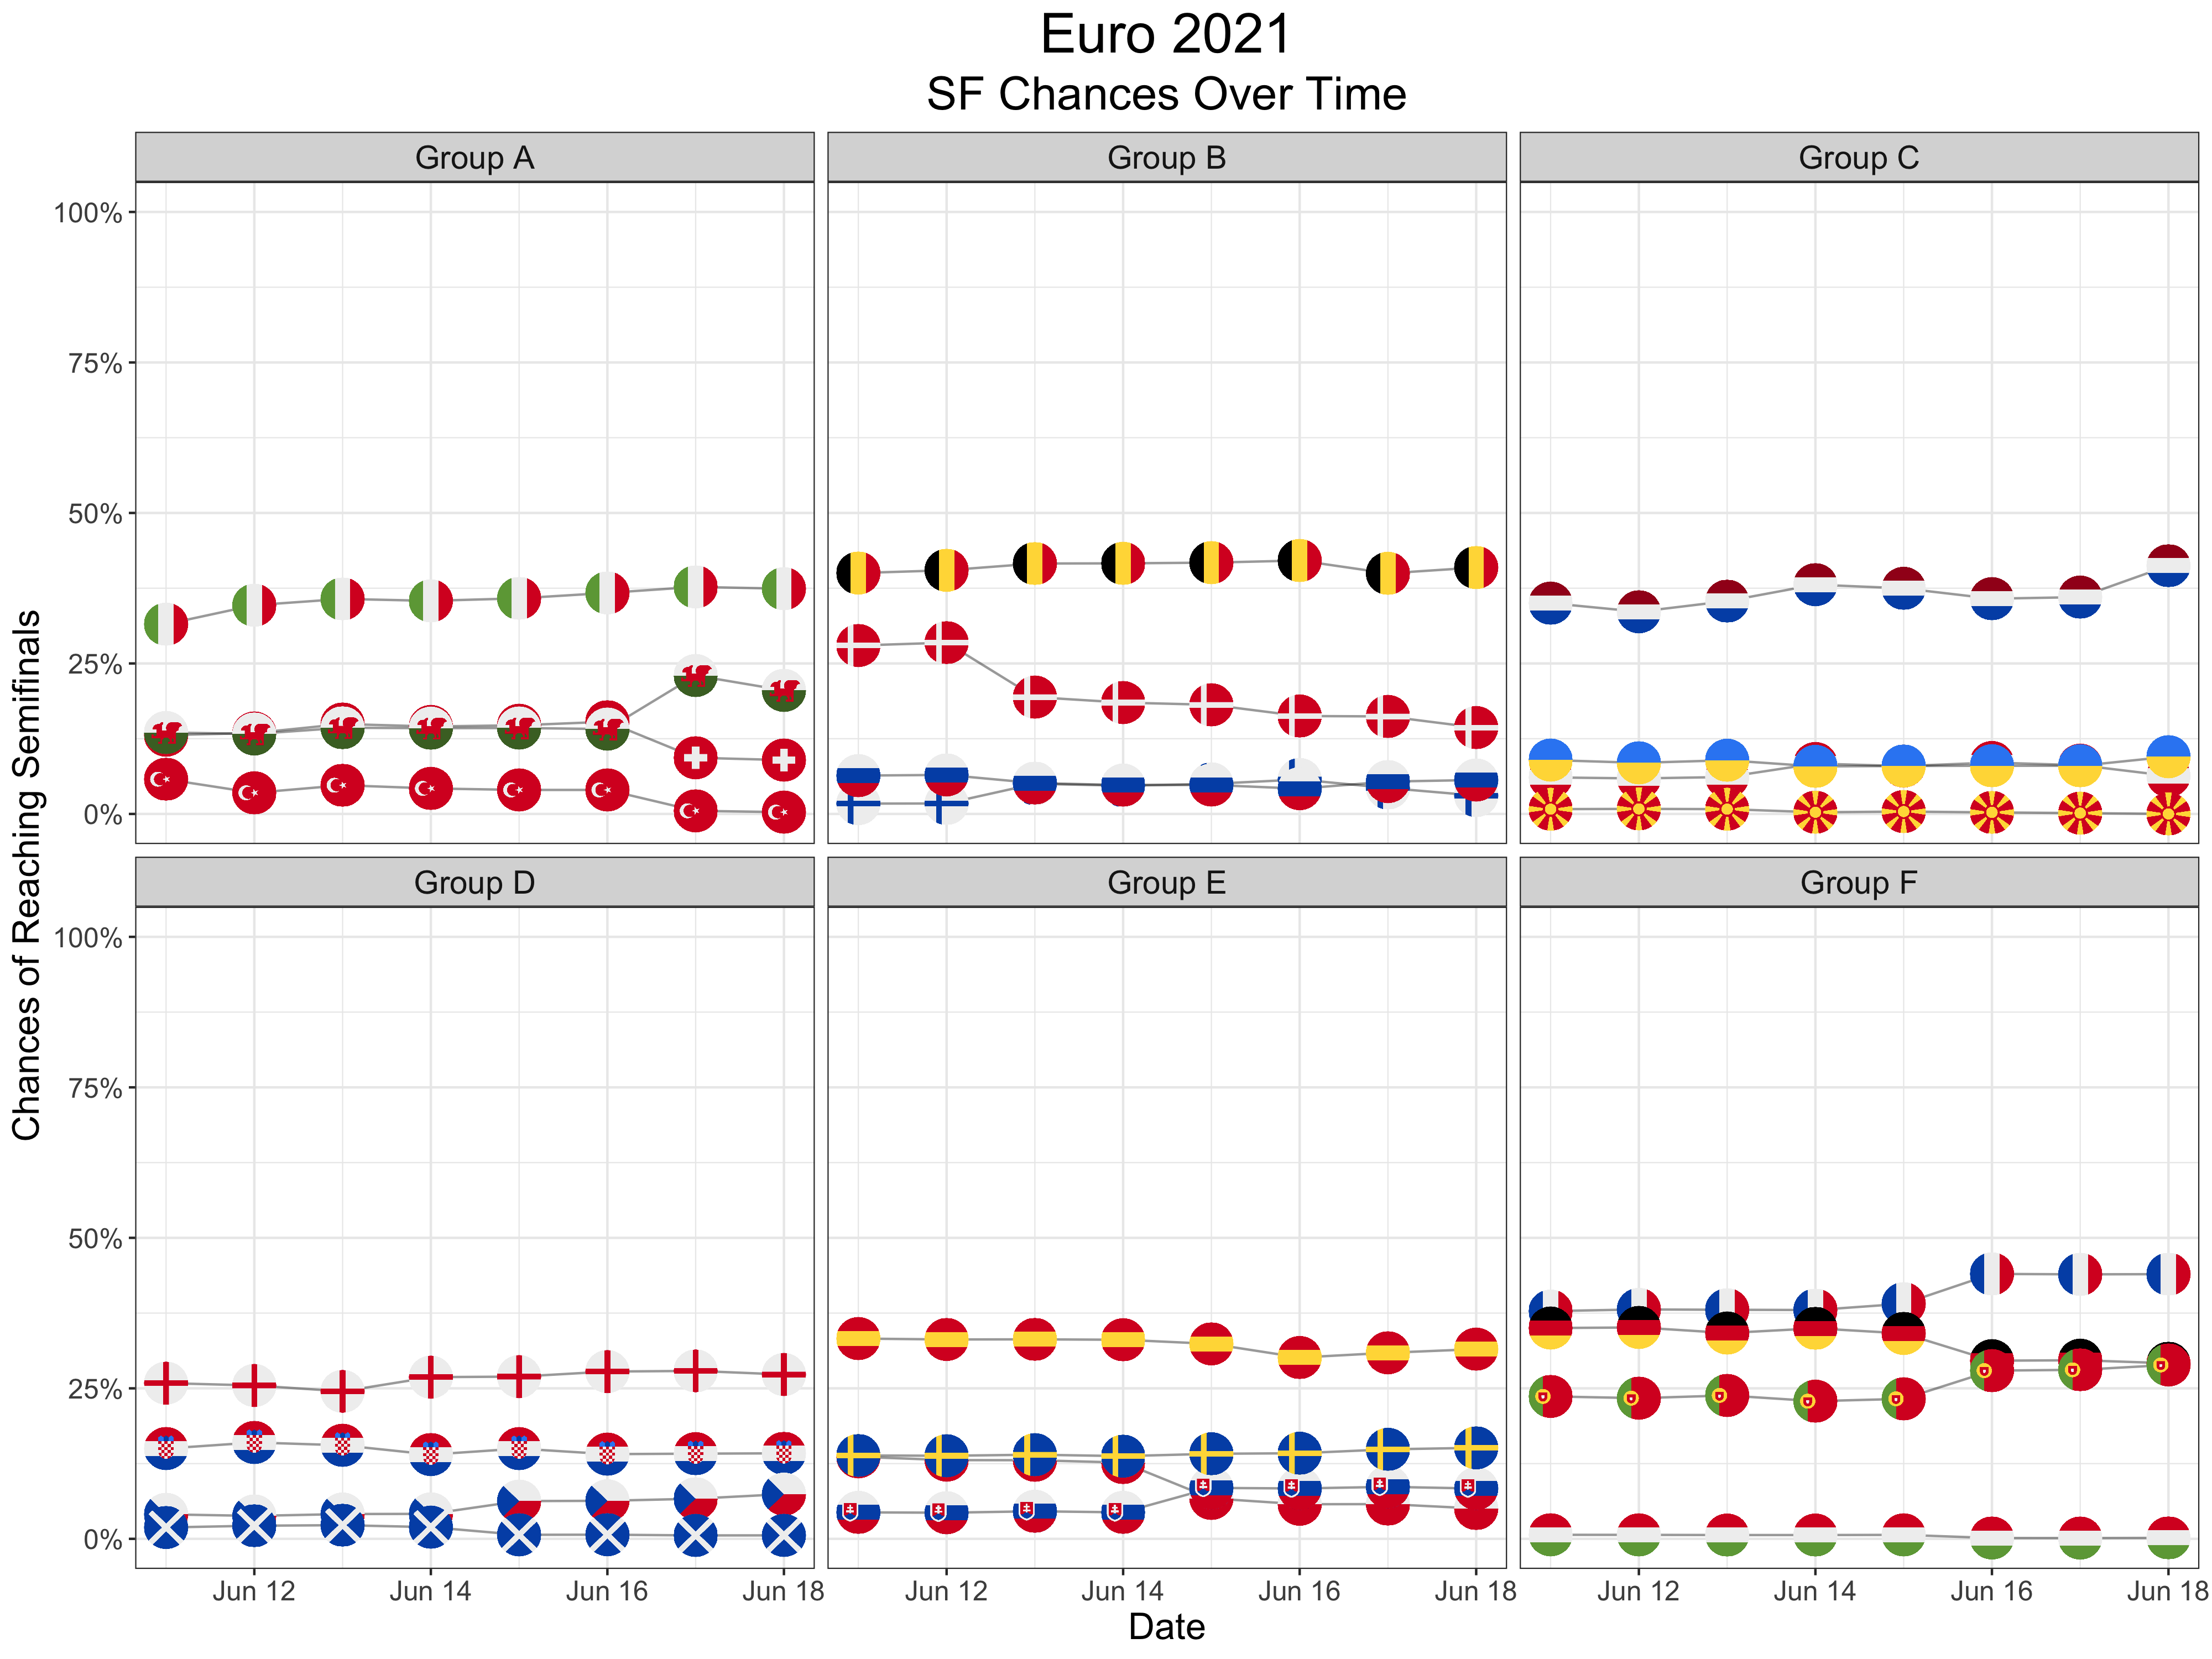 Euro 2021
SF Chances Over Time
Group A
Group B
Group C
100%
75%
50%
25%
0%
Group D
Group E
Group F
100%
75%
50%
25%
0%
Jun 12
Jun 14
Jun 16
Jun 18
Jun 12
Jun 14
Jun 16
Jun 18
Jun 12
Jun 14
Jun 16
Jun 18
Date
Chances of Reaching Semifinals